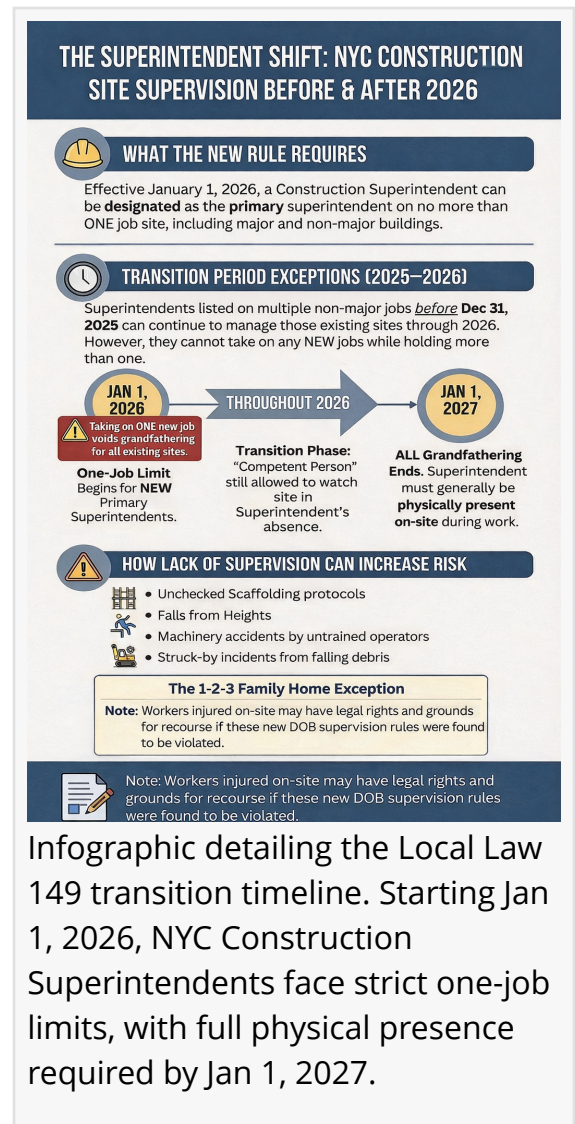 THE SUPERINTENDENT SHIFT: NYC CONSTRUCTION
SITE SUPERVISION BEFORE & AFTER 2026
WHAT THE NEW RULE REQUIRES
Effective January 1, 2026, a Construction Superintendent can
be designated as the primary superintendent on no more than
ONE job site, including major and non-major buildings.
TRANSITION PERIOD EXCEPTIONS (2025–2026)
Superintendents listed on multiple non-major jobs before Dec 31,
2025 can continue to manage those existing sites through 2026.
However, they cannot take on any NEW jobs while holding more
than one.
JAN 1,
2026
Taking on ONE new job
voids grandfathering
for all existing sites.
One-Job Limit
Begins for NEW
Primary
Superintendents.
THROUGHOUT 2026
Transition Phase:
“Competent Person”
still allowed to watch
site in
Superintendent’s
absence.
JAN 1,
2027
ALL Grandfathering
Ends. Superintendent
must generally be
physically present
on-site during work.
HOW LACK OF SUPERVISION CAN INCREASE RISK
• Unchecked Scaffolding protocols
• Falls from Heights
• Machinery accidents by untrained operators
• Struck-by incidents from falling debris
The 1-2-3 Family Home Exception
Note: Workers injured on-site may have legal rights and grounds
for recourse if these new DOB supervision rules were found
to be violated.
Note: Workers injured on-site may have legal rights and
grounds for recourse if these new DOB supervision rules
were found to be violated.
Infographic detailing the Local Law
149 transition timeline. Starting Jan
1, 2026, NYC Construction
Superintendents face strict one-job
limits, with full physical presence
required by Jan 1, 2027.